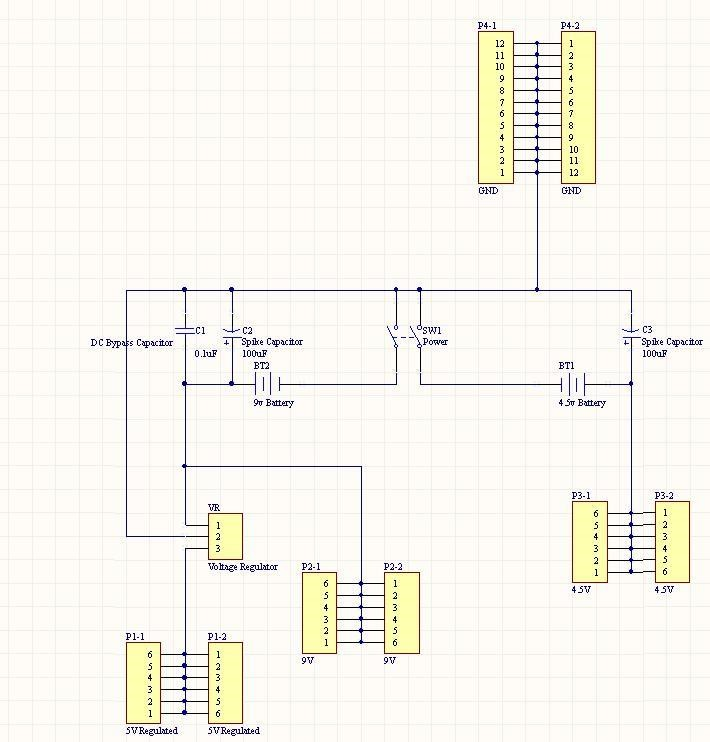 P4-1 P4-2
12 1
11 2
10 3
9 4
8 5
7 6
6 7
5 8
4 9
3 10
2 11
1 12
GND GND
C1
DC Bypass Capacitor
0.1uF
C2
Spike Capacitor
100uF
SW1
Power
C3
Spike Capacitor
100uF
BT2
9v Battery
BT1
4.5v Battery
VR
1
2
3
Voltage Regulator
P3-1 P3-2
6 1
5 2
4 3
3 4
2 5
1 6
4.5V 4.5V
P2-1 P2-2
6 1
5 2
4 3
3 4
2 5
1 6
9V 9V
P1-1 P1-2
6 1
5 2
4 3
3 4
2 5
1 6
5V Regulated 5V Regulated